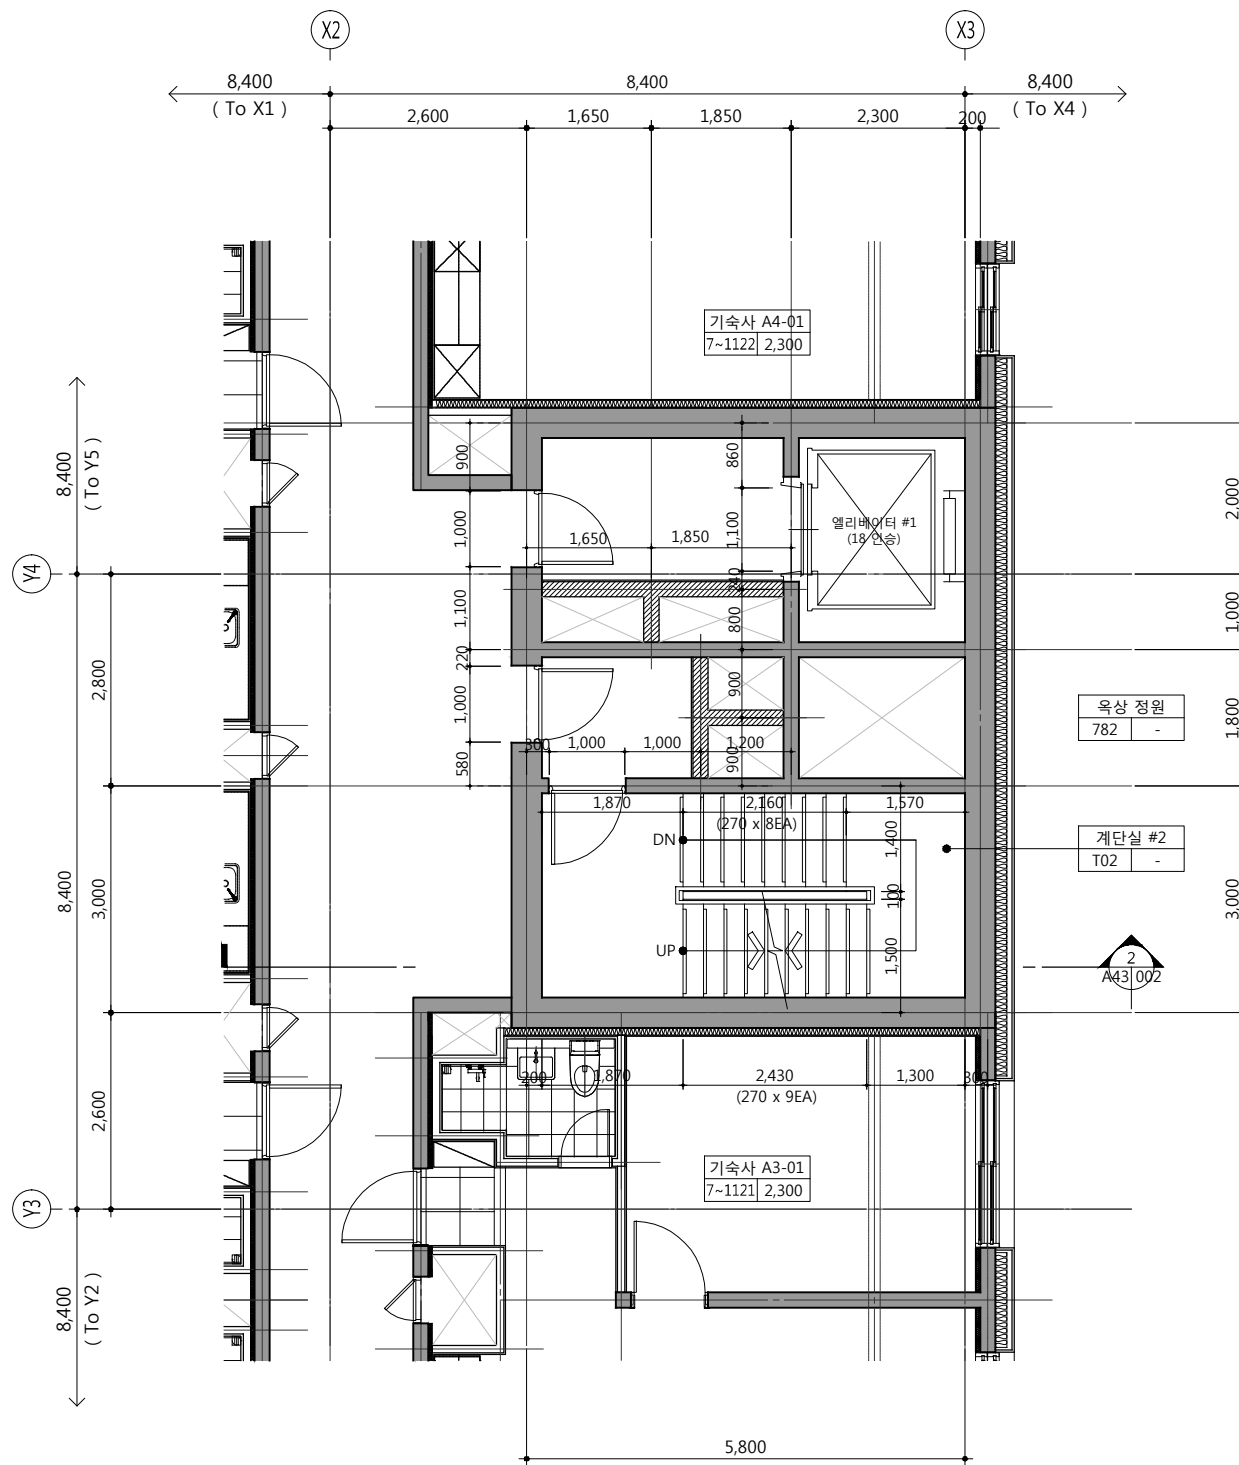 X2
X3
8,400
8,400
8,400
( To X1 )
( To X4 )
2,600
1,650
1,850
2,300
200
기숙사 A4-01
7~1122
2,300
8,400
( To Y5 )
900
860
2,000
1,000
1,650
1,850
1,100
엘리베이터 #1
(18 인승)
Y4
240
1,100
800
1,000
220
2,800
900
1,000
옥상 정원
782
-
1,800
300
1,000
1,000
1,200
580
900
1,870
2,160
1,570
(270 x 8EA)
DN
1,400
계단실 #2
T02
-
8,400
3,000
100
3,000
UP
1,500
2
A43
002
200
1,870
2,430
1,300
300
(270 x 9EA)
2,600
기숙사 A3-01
7~1121
2,300
Y3
8,400
( To Y2 )
5,800